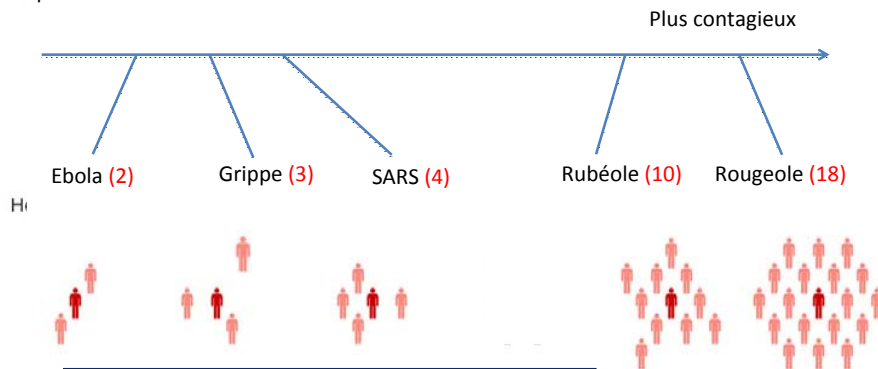 Plus contagieux
Ebola (2)
Grippe (3)
SARS (4)
Rubéole (10)
Rougeole (18)